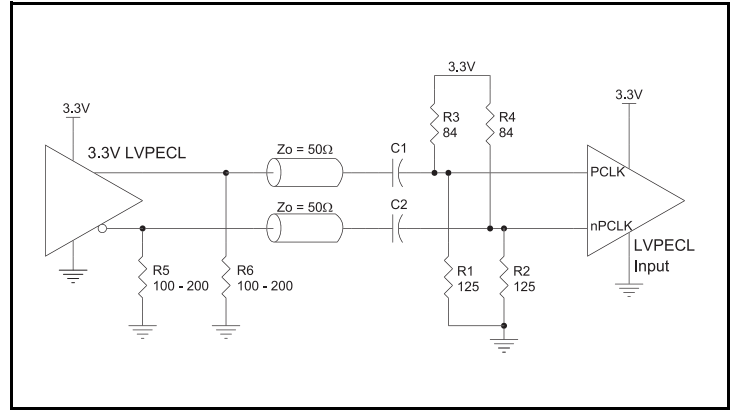 3.3V
3.3V LVPECL
Zo = 50Ω
C1
3.3V
R3
84
R4
84
3.3V
PCLK
Zo = 50Ω
C2
nPCLK
LVPECL
Input
R5
100 - 200
R6
100 - 200
R1
125
R2
125